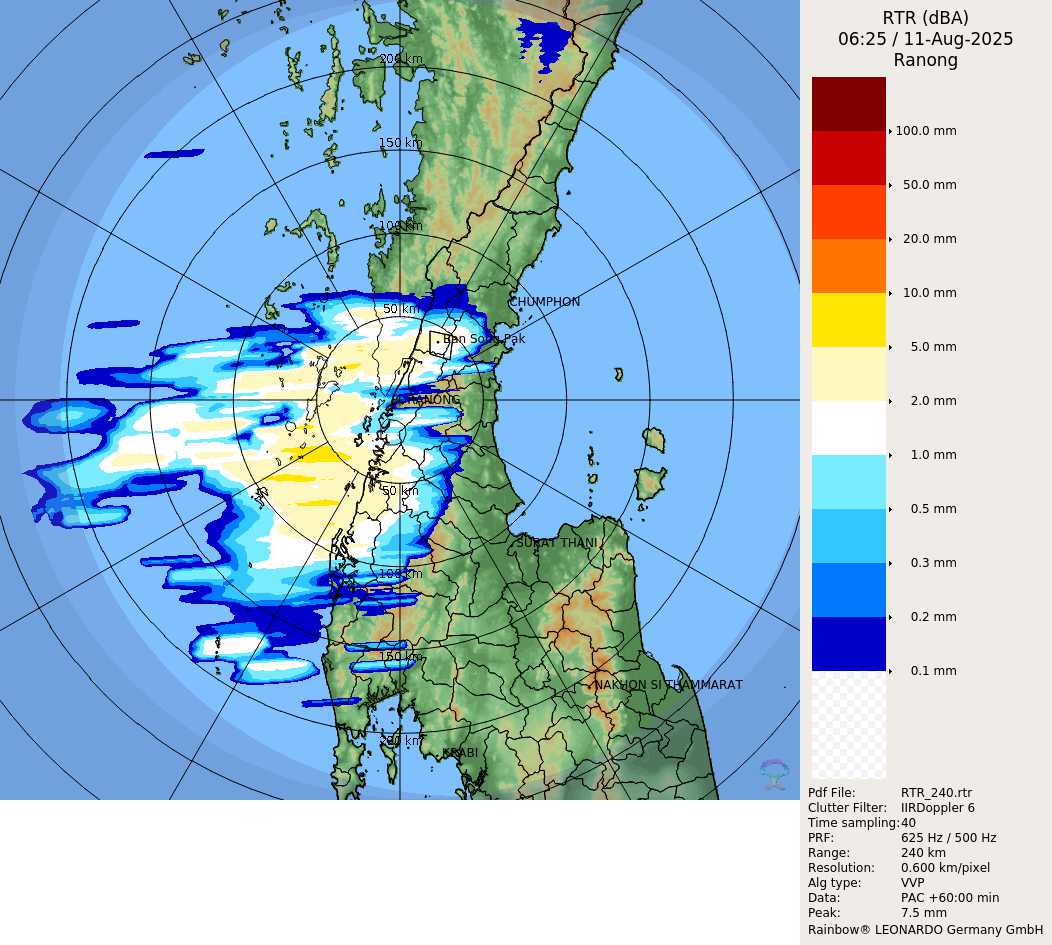 200 km
150 km
100 km
50 km
CHUMPHON
Ban Song Pak
RANONG
50 km
SURAT THANI
100 km
150 km
NAKHON SI THAMMARAT
200 km
KRABI
RTR (dBA)
06:25 / 11-Aug-2025
Ranong
100.0 mm
50.0 mm
20.0 mm
10.0 mm
5.0 mm
2.0 mm
1.0 mm
0.5 mm
0.3 mm
0.2 mm
0.1 mm
Pdf File: RTR_240.rtr
Clutter Filter: IIRDoppler 6
Time sampling:40
PRF: 625 Hz / 500 Hz
Range: 240 km
Resolution: 0.600 km/pixel
Alg type: VVP
Data: PAC +60:00 min
Peak: 7.5 mm
Rainbow® LEONARDO Germany GmbH